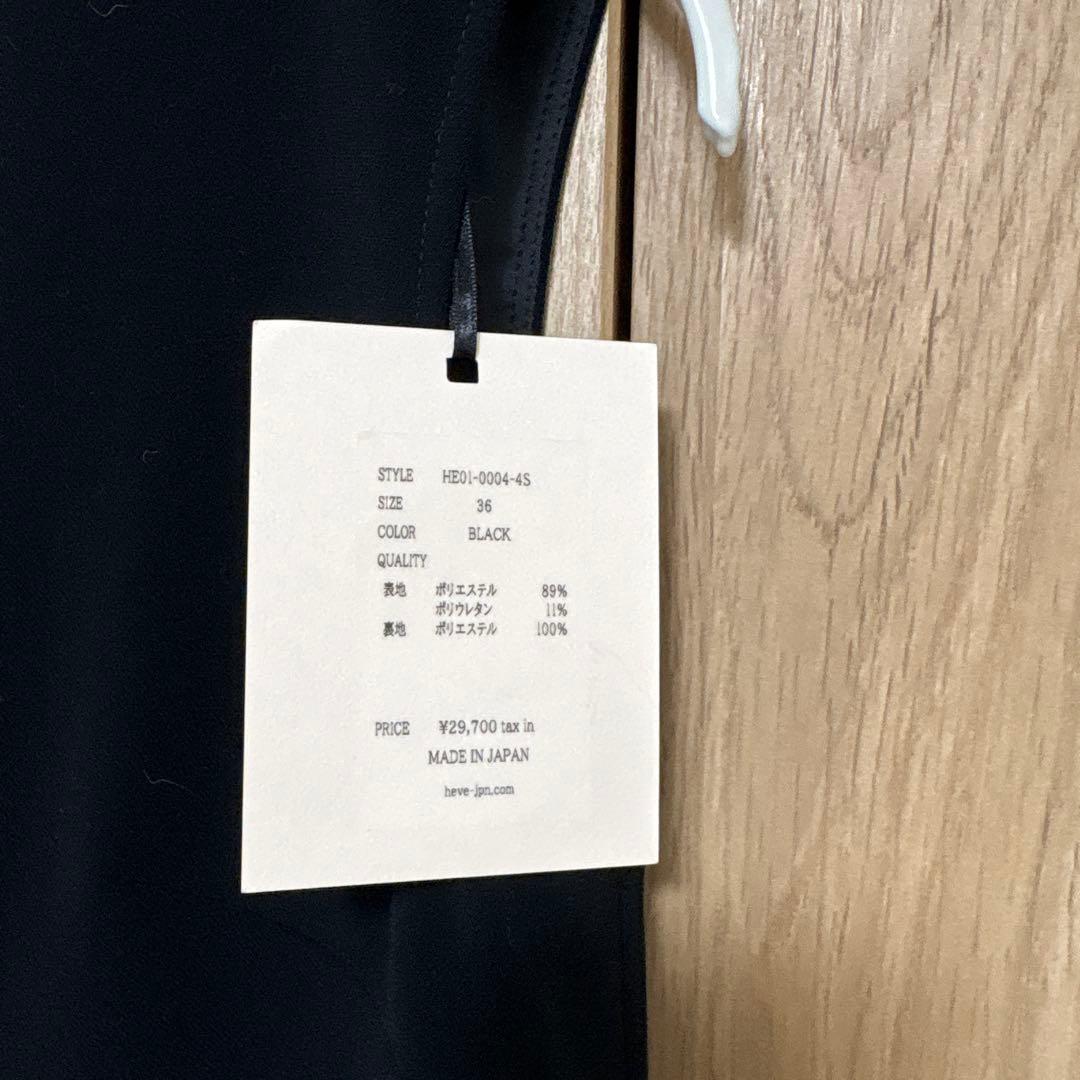 STYLE HE01-0004-4S
SIZE 36
COLOR BLACK
QUALITY
表地 ポリエステル 89%
ポリウレタン 11%
裏地 ポリエステル 100%
PRICE ¥29,700 tax in
MADE IN JAPAN
heve-jpn.com